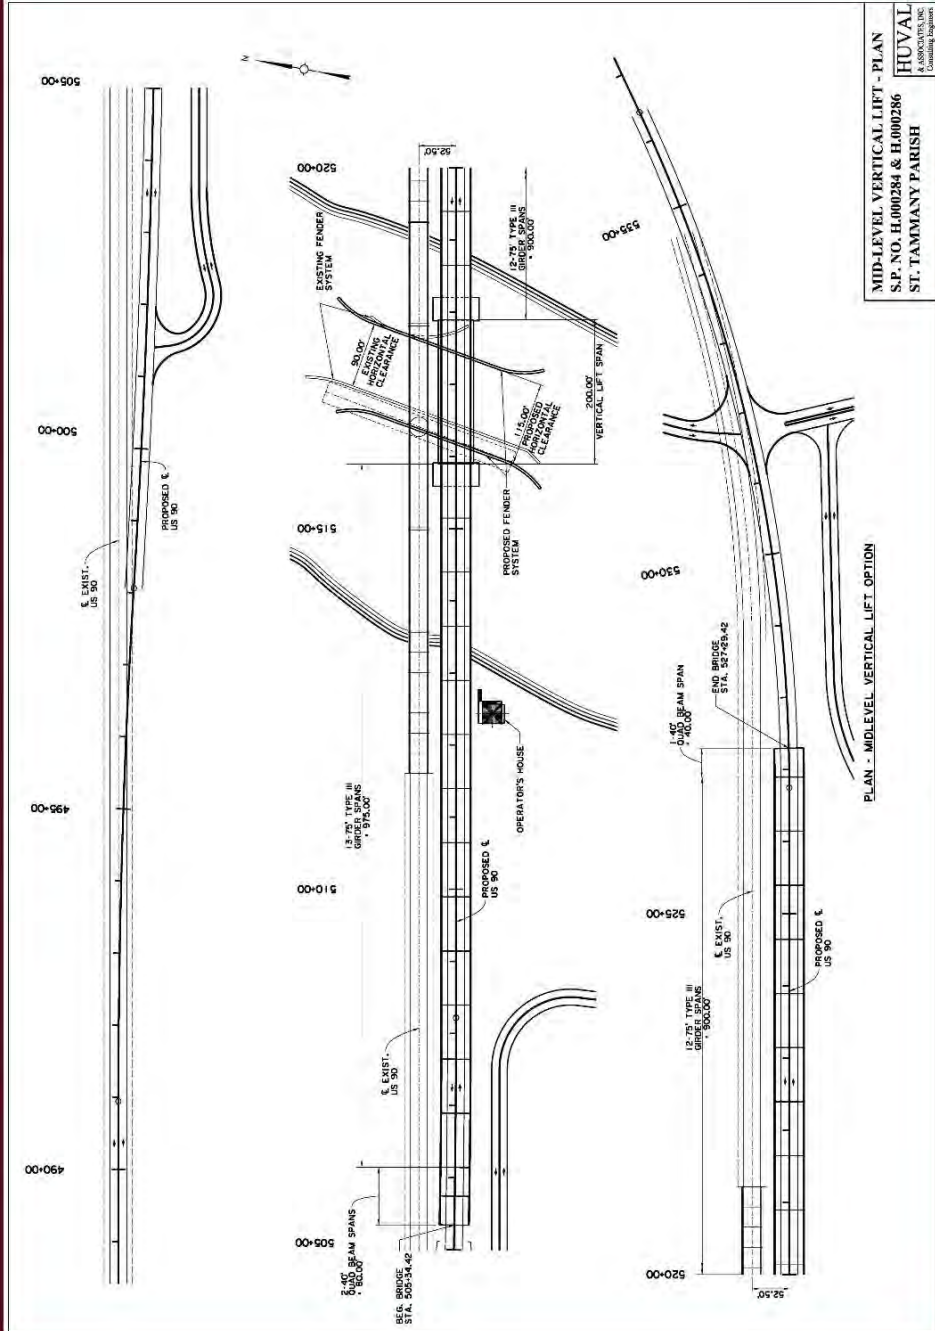 MID-LEVEL VERTICAL LIFT - PLAN
S.P. NO. H.000284 & H.000286
ST. TAMMANY PARISH
HUVAL
& ASSOCIATES, INC.
Consulting Engineers
N
505+00
500+00
495+00
490+00
℄ EXIST.
US 90
PROPOSED ℄
US 90
520+00
515+00
510+00
505+00
52.50'
EXISTING FENDER
SYSTEM
90.00'
EXISTING
HORIZONTAL
CLEARANCE
12-75' TYPE III
GIRDER SPANS
= 900.00'
200.00'
VERTICAL LIFT SPAN
115.00'
PROPOSED
HORIZONTAL
CLEARANCE
PROPOSED FENDER
SYSTEM
OPERATOR'S HOUSE
13-75' TYPE III
GIRDER SPANS
= 975.00'
PROPOSED ℄
US 90
℄ EXIST.
US 90
2-40'
QUAD BEAM SPANS
= 80.00'
BEG. BRIDGE
STA. 505+34.42
535+00
530+00
525+00
520+00
END BRIDGE
STA. 527+29.42
1-40'
QUAD BEAM SPAN
= 40.00'
℄ EXIST.
US 90
12-75' TYPE III
GIRDER SPANS
= 900.00'
PROPOSED ℄
US 90
52.50'
PLAN - MIDLEVEL VERTICAL LIFT OPTION